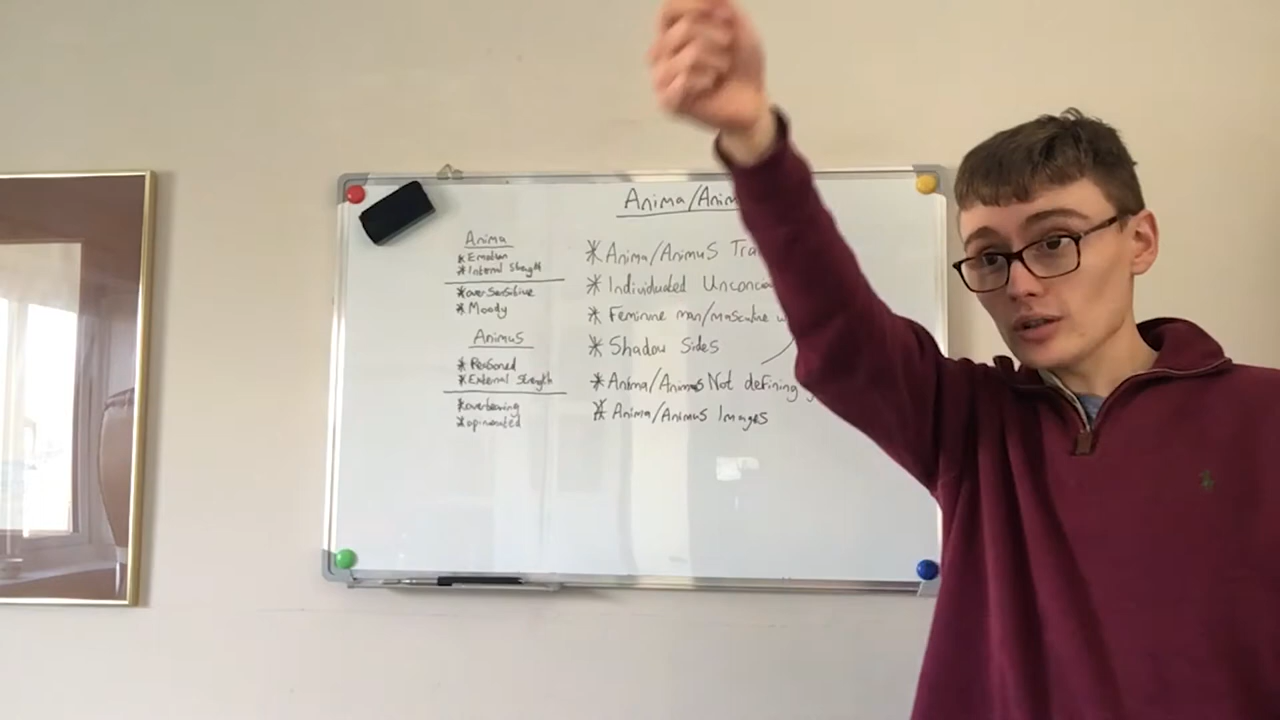 Anima/Anim
Anima
* Emotion
* Internal Strength
* oversensitive
* Moody
Animus
* Reasoned
* External Strength
* overbearing
* opinionated
* Anima/Animus Tra
* Individuated Unconcio
* Feminine man/masculine w
* Shadow Sides
* Anima/Animus Not defining
* Anima/Animus Images